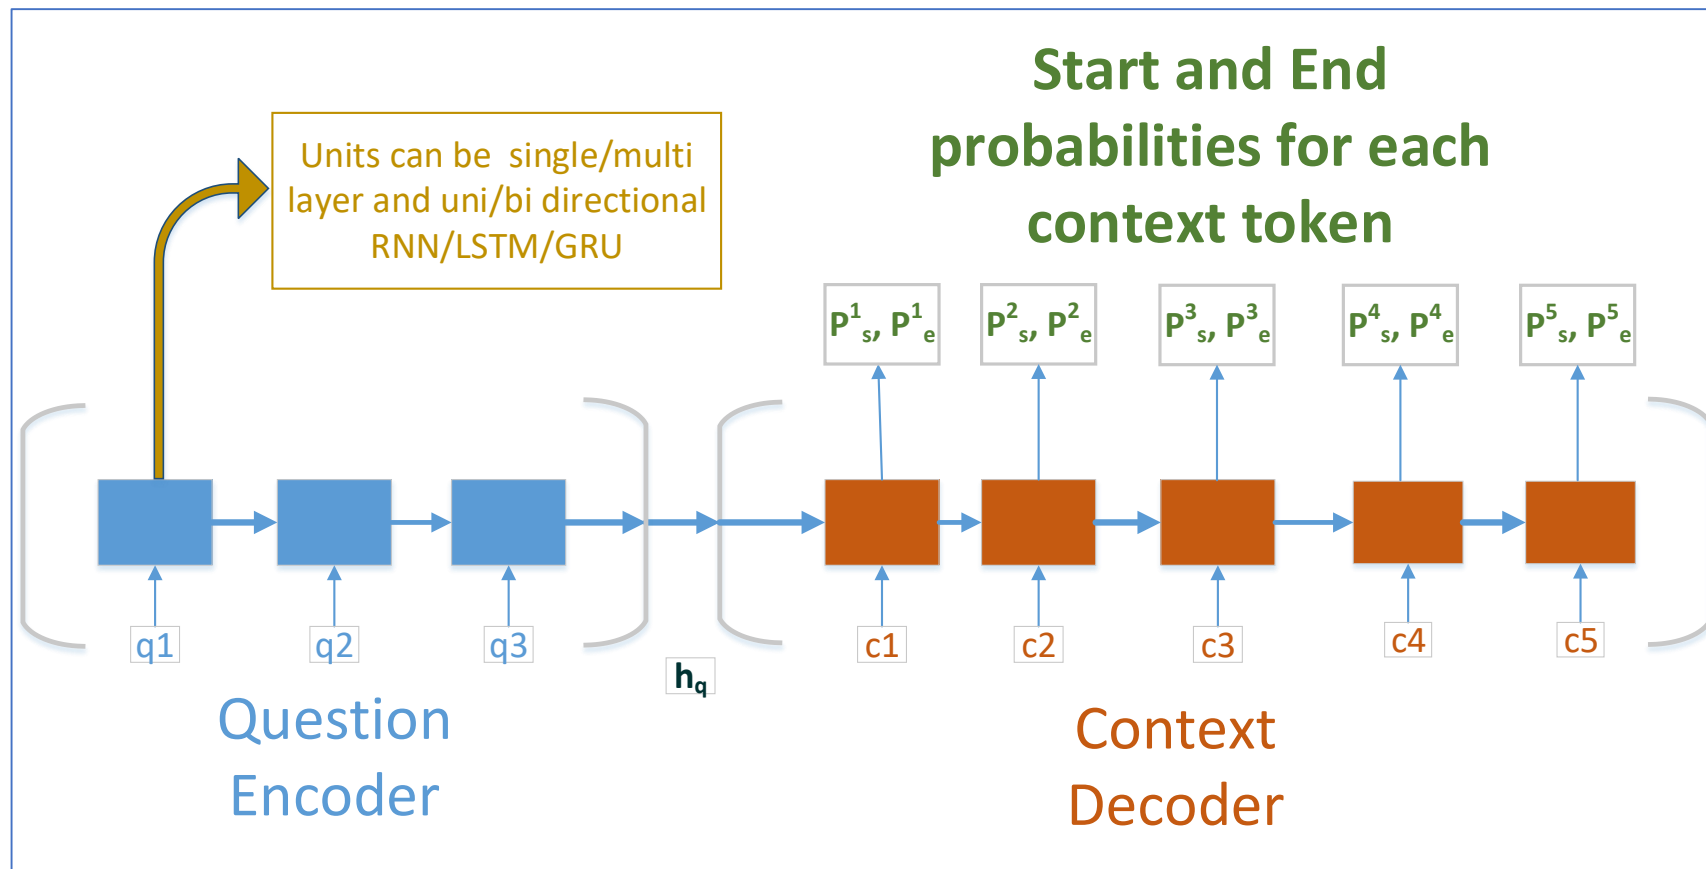 Start and End
probabilities for each
context token
Units can be  single/multi
layer and uni/bi directional
RNN/LSTM/GRU
P¹ₛ, P¹ₑ
P²ₛ, P²ₑ
P³ₛ, P³ₑ
P⁴ₛ, P⁴ₑ
P⁵ₛ, P⁵ₑ
q1
q2
q3
c1
c2
c3
c4
c5
h_q
Question
Encoder
Context
Decoder